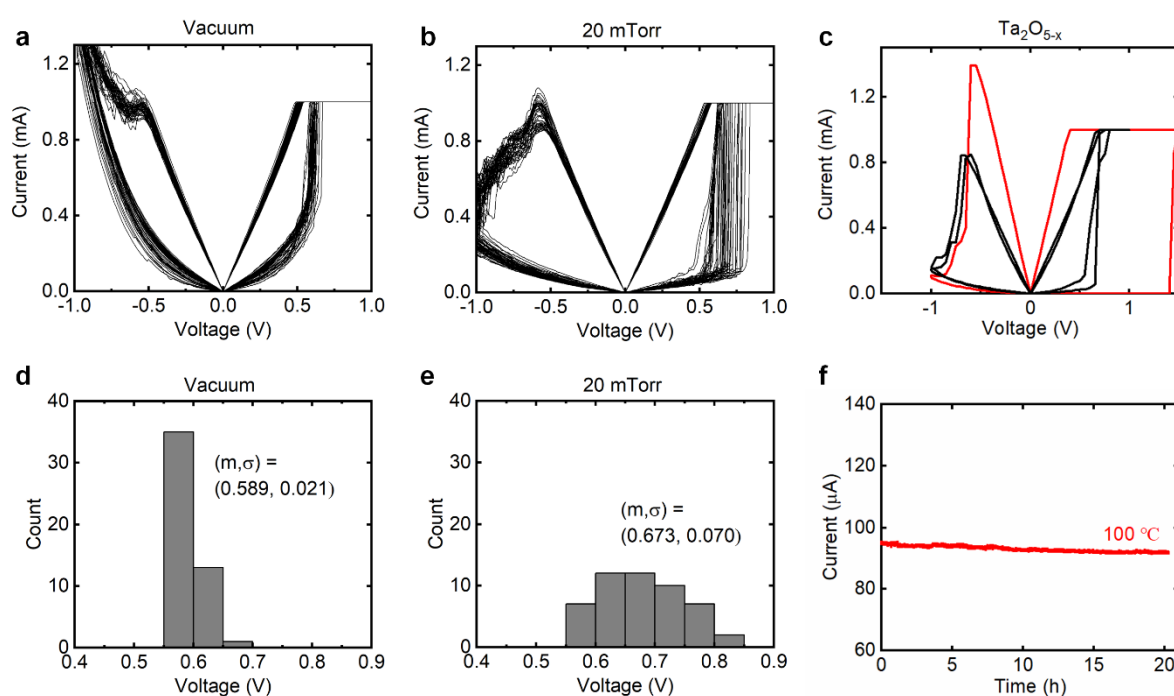 a
Vacuum
Current (mA)
1.2
0.8
0.4
0.0
-1.0 -0.5 0.0 0.5 1.0
Voltage (V)
b
20 mTorr
Current (mA)
1.2
0.8
0.4
0.0
-1.0 -0.5 0.0 0.5 1.0
Voltage (V)
c
Ta₂O₅₋ₓ
Current (mA)
1.2
0.8
0.4
0.0
-1 0 1
Voltage (V)
d
Vacuum
Count
40
30
20
10
0
(m,σ) =
(0.589, 0.021)
0.4 0.5 0.6 0.7 0.8 0.9
Voltage (V)
e
20 mTorr
Count
40
30
20
10
0
(m,σ) =
(0.673, 0.070)
0.4 0.5 0.6 0.7 0.8 0.9
Voltage (V)
f
Current (μA)
140
120
100
80
60
100 ℃
0 5 10 15 20
Time (h)